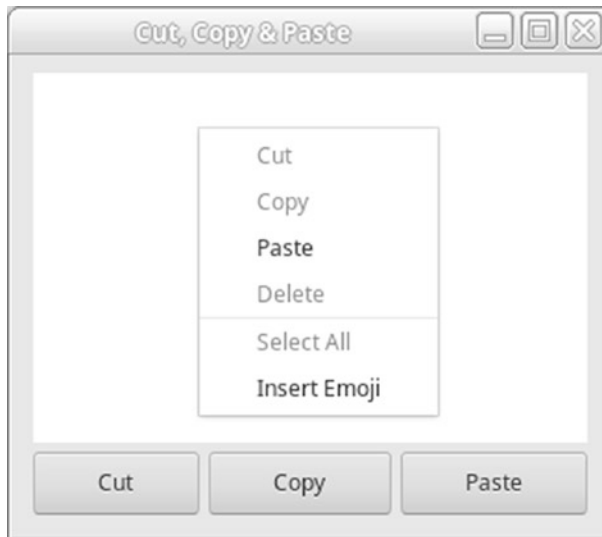 Cut, Copy & Paste
Cut
Copy
Paste
Delete
Select All
Insert Emoji
Cut Copy Paste